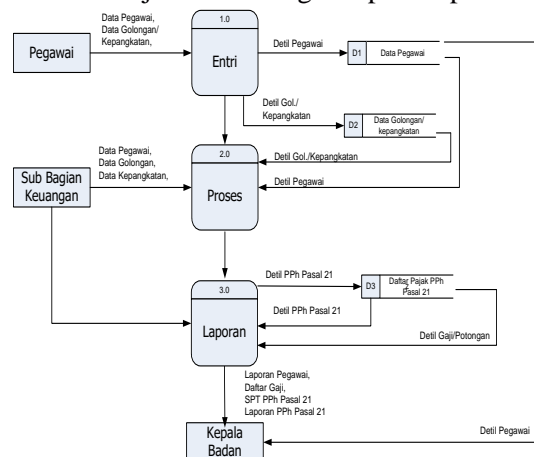 Data Pegawai,
Data Golongan/
Kepangkatan,
Pegawai
1.0
Entri
Detil Pegawai
D1
Data Pegawai
Detil Gol./
Kepangkatan
D2
Data Golongan/
kepangkatan
Data Pegawai,
Data Golongan,
Data Kepangkatan,
Sub Bagian
Keuangan
2.0
Proses
Detil Gol./Kepangkatan
Detil Pegawai
3.0
Laporan
Detil PPh Pasal 21
D3
Daftar Pajak PPh
Pasal 21
Detil PPh Pasal 21
Detil Gaji/Potongan
Laporan Pegawai,
Daftar Gaji,
SPT PPh Pasal 21
Laporan PPh Pasal 21
Kepala
Badan
Detil Pegawai